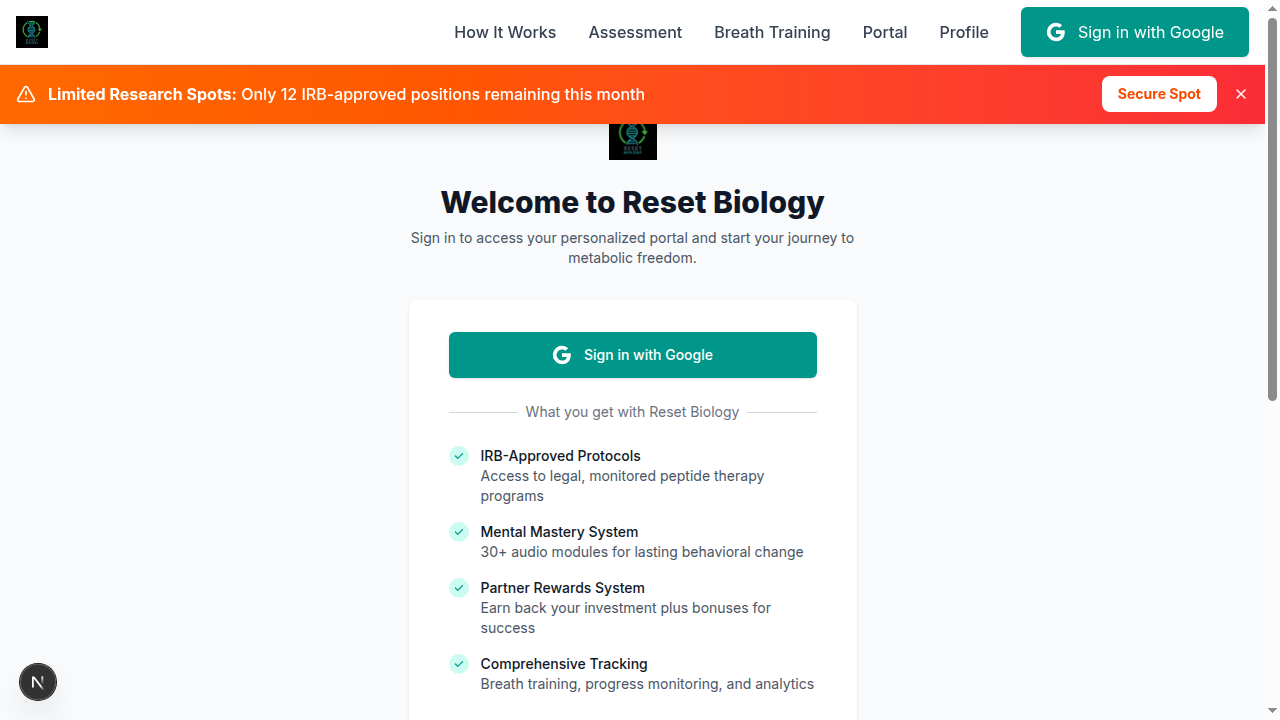 How It Works
Assessment
Breath Training
Portal
Profile
Sign in with Google
Limited Research Spots: Only 12 IRB-approved positions remaining this month
Secure Spot
RESET
BIOLOGY
Welcome to Reset Biology
Sign in to access your personalized portal and start your journey to
metabolic freedom.
Sign in with Google
What you get with Reset Biology
IRB-Approved Protocols
Access to legal, monitored peptide therapy
programs
Mental Mastery System
30+ audio modules for lasting behavioral change
Partner Rewards System
Earn back your investment plus bonuses for
success
Comprehensive Tracking
Breath training, progress monitoring, and analytics
N